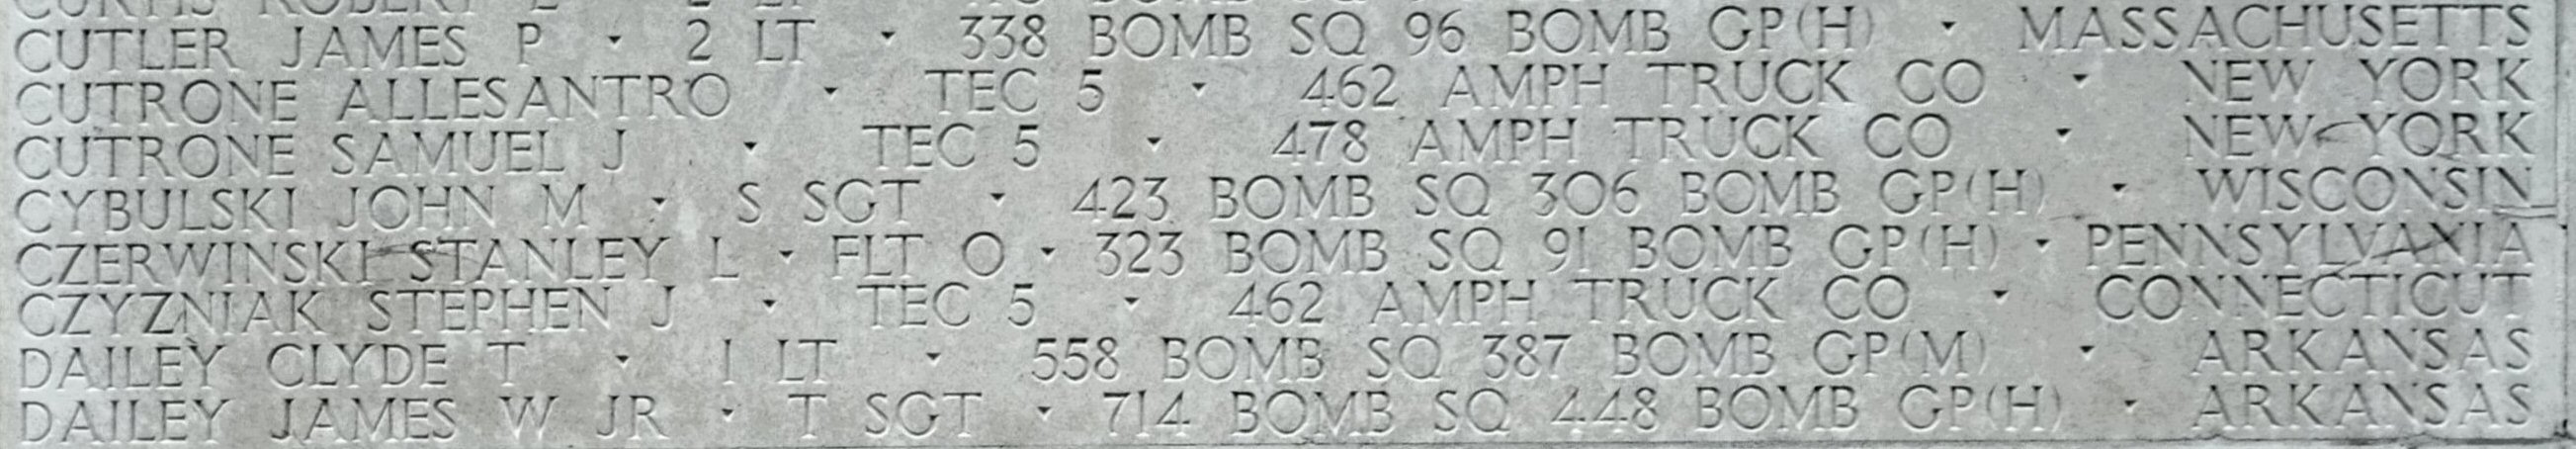 CURTIS ROBERT
CUTLER JAMES P · 2 LT · 338 BOMB SQ 96 BOMB GP(H) · MASSACHUSETTS
CUTRONE ALLESANTRO · TEC 5 · 462 AMPH TRUCK CO · NEW YORK
CUTRONE SAMUEL J · TEC 5 · 478 AMPH TRUCK CO · NEW YORK
CYBULSKI JOHN M · S SGT · 423 BOMB SQ 306 BOMB GP(H) · WISCONSIN
CZERWINSKI STANLEY L · FLT O · 323 BOMB SQ 91 BOMB GP(H) · PENNSYLVANIA
CZYZNIAK STEPHEN J · TEC 5 · 462 AMPH TRUCK CO · CONNECTICUT
DAILEY CLYDE T · 1 LT · 558 BOMB SQ 387 BOMB GP(M) · ARKANSAS
DAILEY JAMES W JR · T SGT · 714 BOMB SQ 448 BOMB GP(H) · ARKANSAS